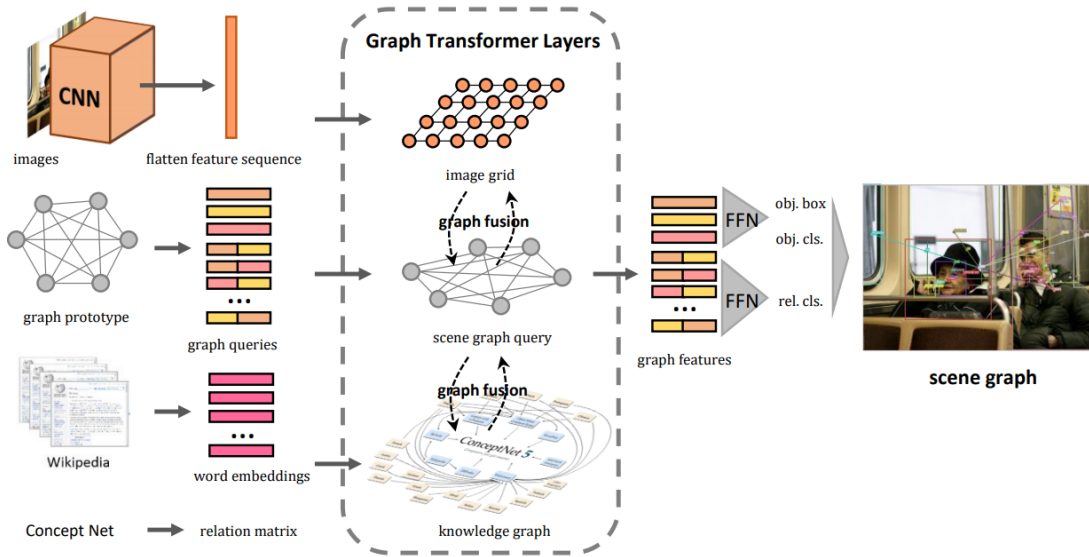 Graph Transformer Layers
CNN
images
flatten feature sequence
image grid
graph fusion
graph prototype
graph queries
scene graph query
graph features
FFN
FFN
obj. box
obj. cls.
rel. cls.
scene graph
Wikipedia
word embeddings
graph fusion
ConceptNet 5
knowledge graph
Concept Net
relation matrix